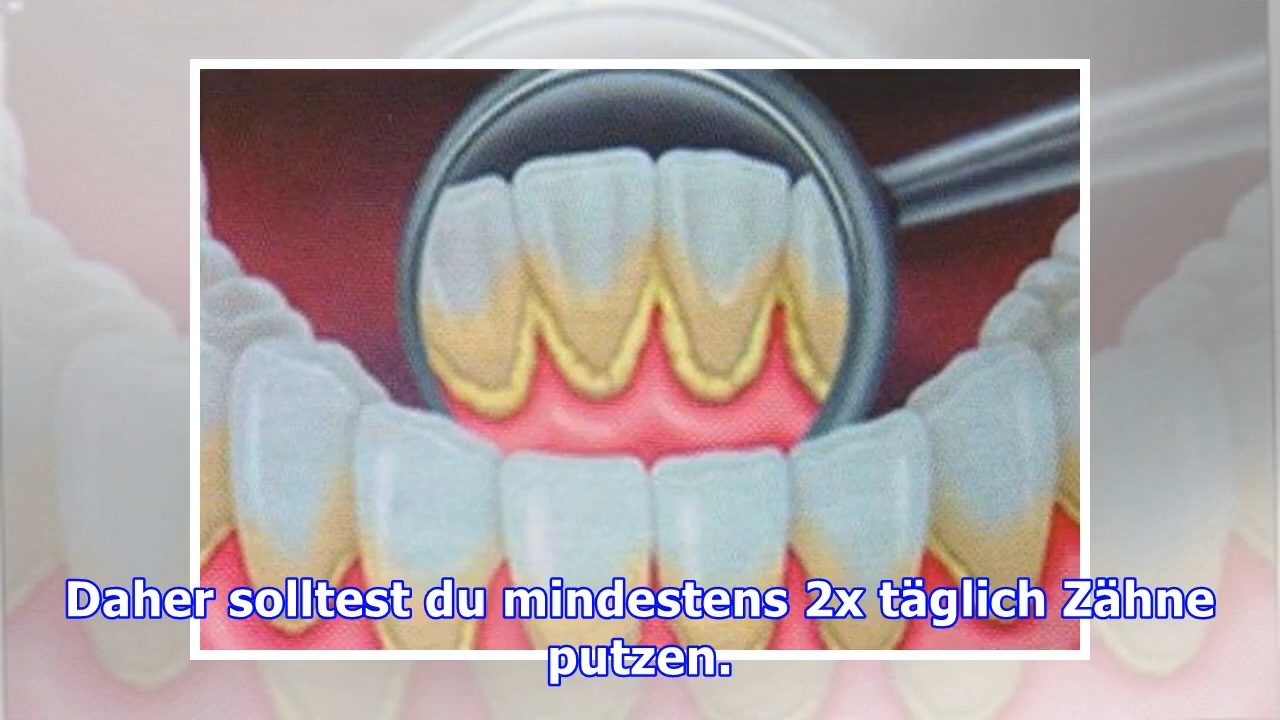 Daher solltest du mindestens 2x täglich Zähne
putzen.